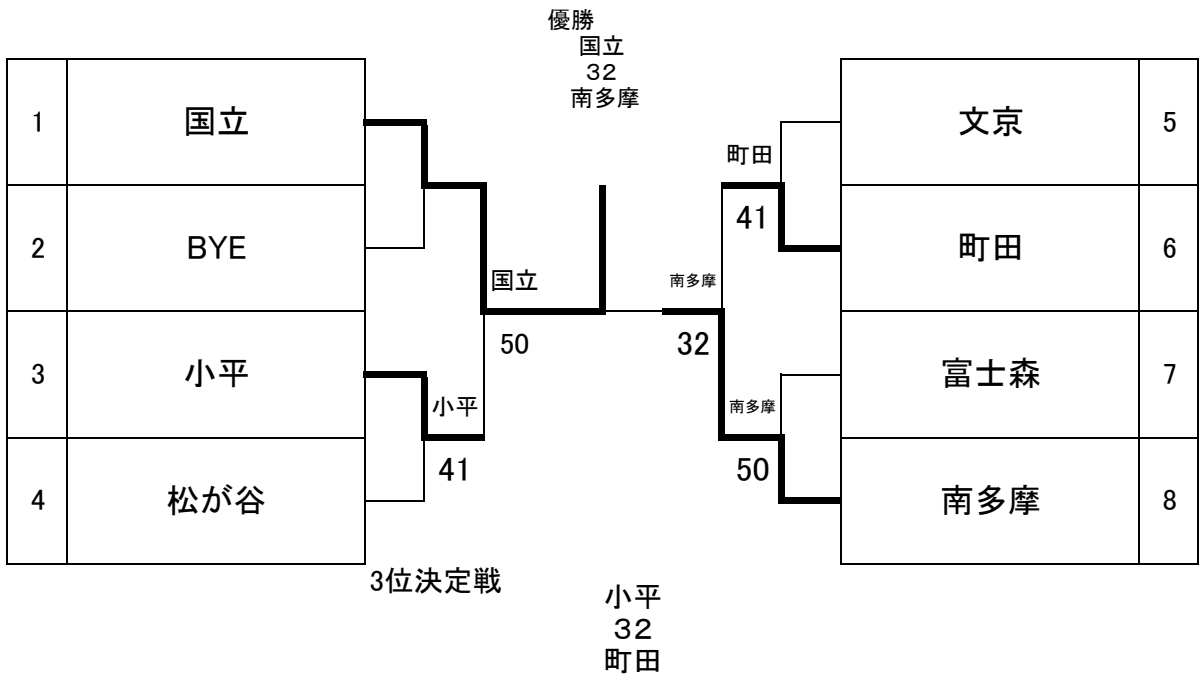 優勝
国立
32
南多摩
1 国立
2 BYE
3 小平
4 松が谷
国立
50
小平
41
文京 5
町田 6
富士森 7
南多摩 8
町田
41
南多摩
32
南多摩
50
3位決定戦
小平
32
町田